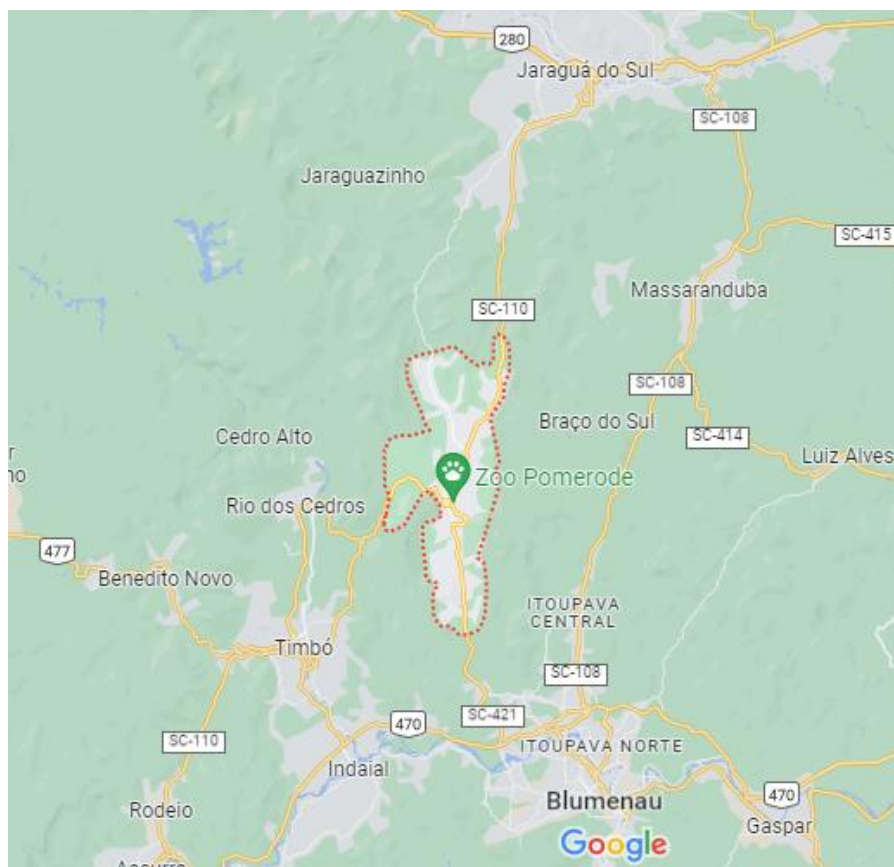 280
Jaraguá do Sul
SC-108
Jaraguazinho
SC-415
Massaranduba
SC-110
SC-108
Braço do Sul
Cedro Alto
SC-414
Luiz Alves
Zoo Pomerode
Rio dos Cedros
477
Benedito Novo
ITOUPAVA
CENTRAL
Timbó
SC-108
SC-421
470
SC-110
ITOUPAVA NORTE
Indaial
470
Blumenau
Rodeio
Gaspar
Google